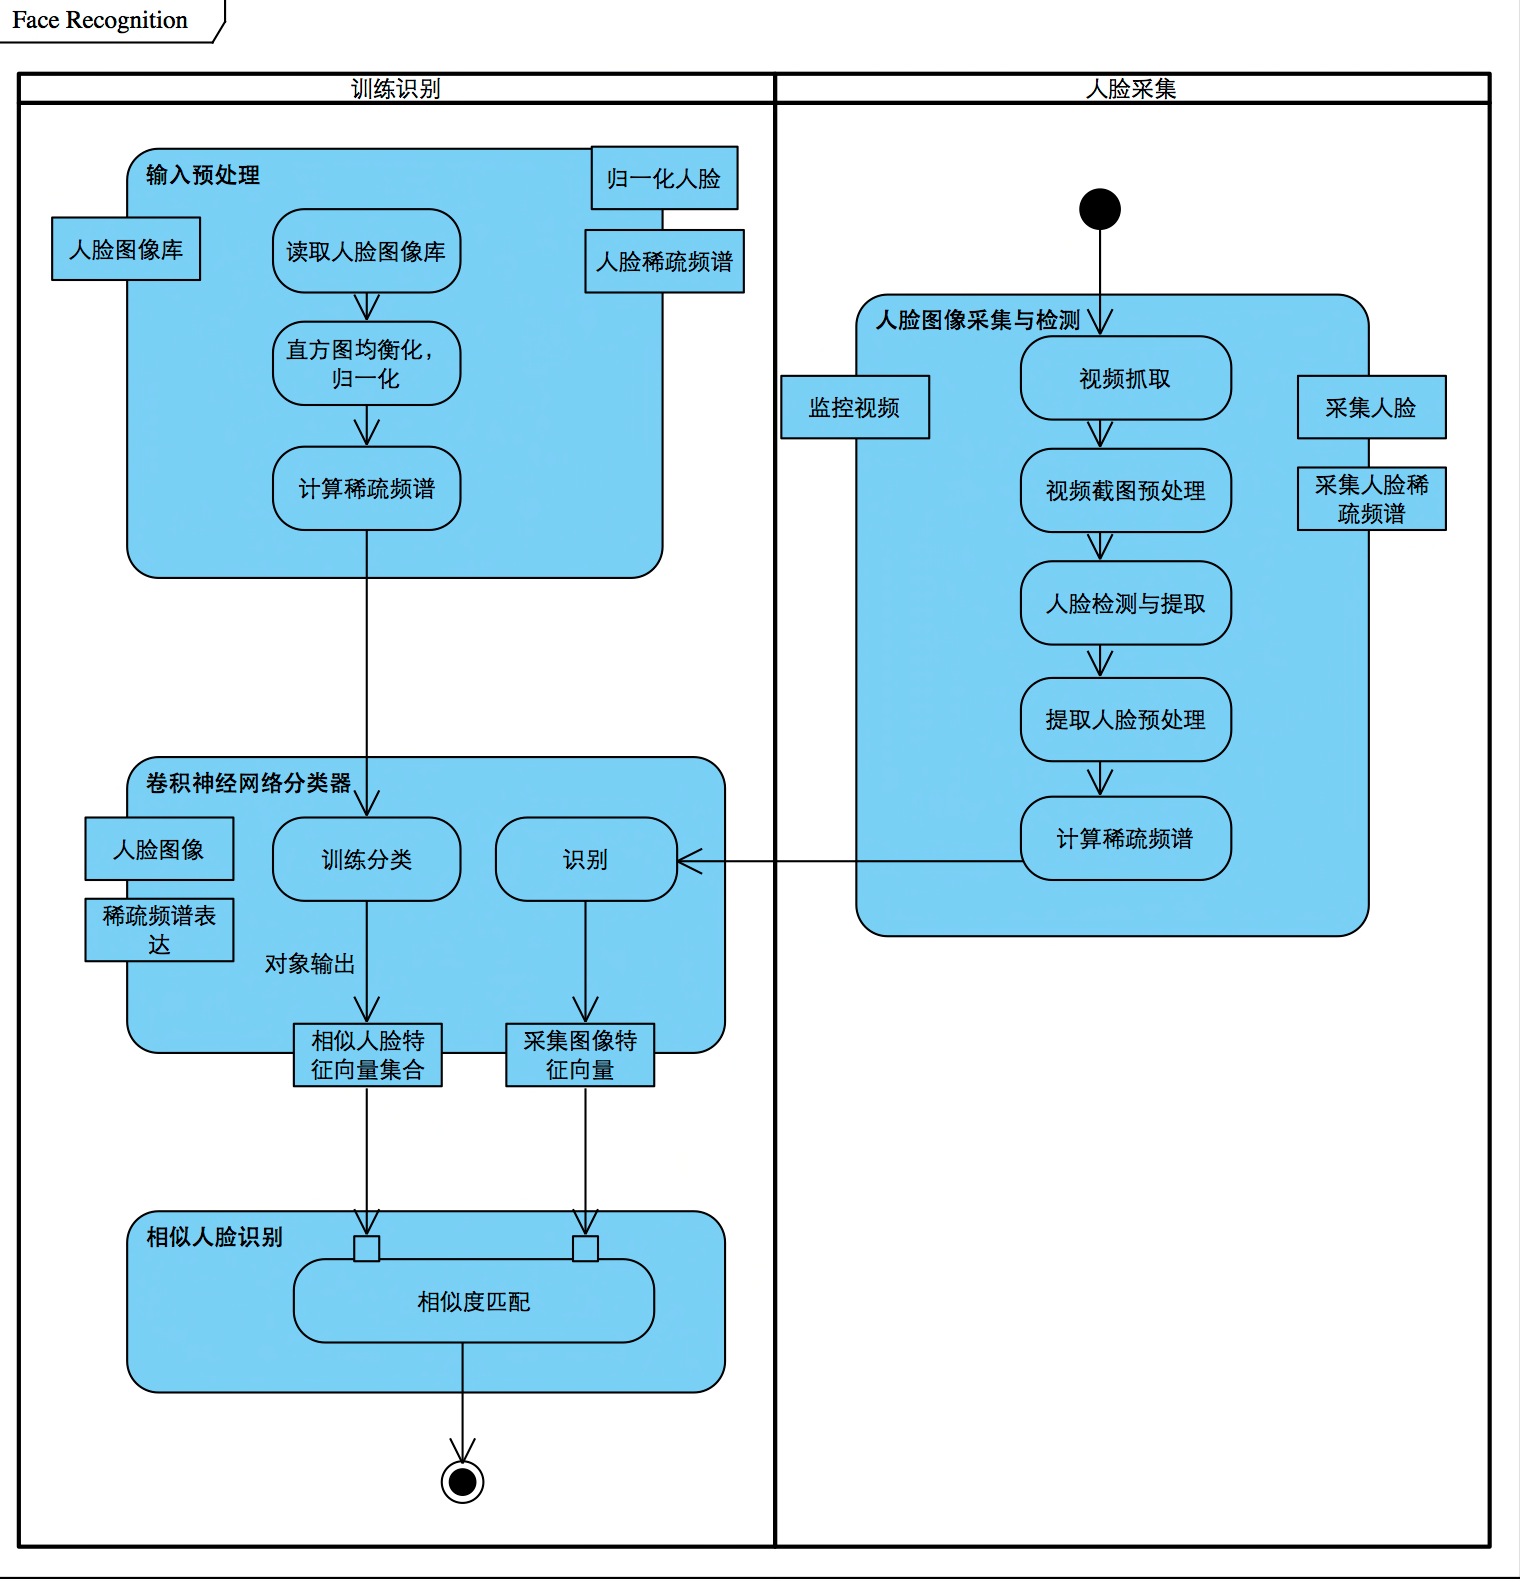 Face Recognition
训练识别
人脸采集
输入预处理
归一化人脸
人脸图像库
读取人脸图像库
人脸稀疏频谱
直方图均衡化，
归一化
计算稀疏频谱
人脸图像采集与检测
视频抓取
监控视频
采集人脸
视频截图预处理
采集人脸稀
疏频谱
人脸检测与提取
提取人脸预处理
计算稀疏频谱
卷积神经网络分类器
人脸图像
训练分类
识别
稀疏频谱表
达
对象输出
相似人脸特
征向量集合
采集图像特
征向量
相似人脸识别
相似度匹配